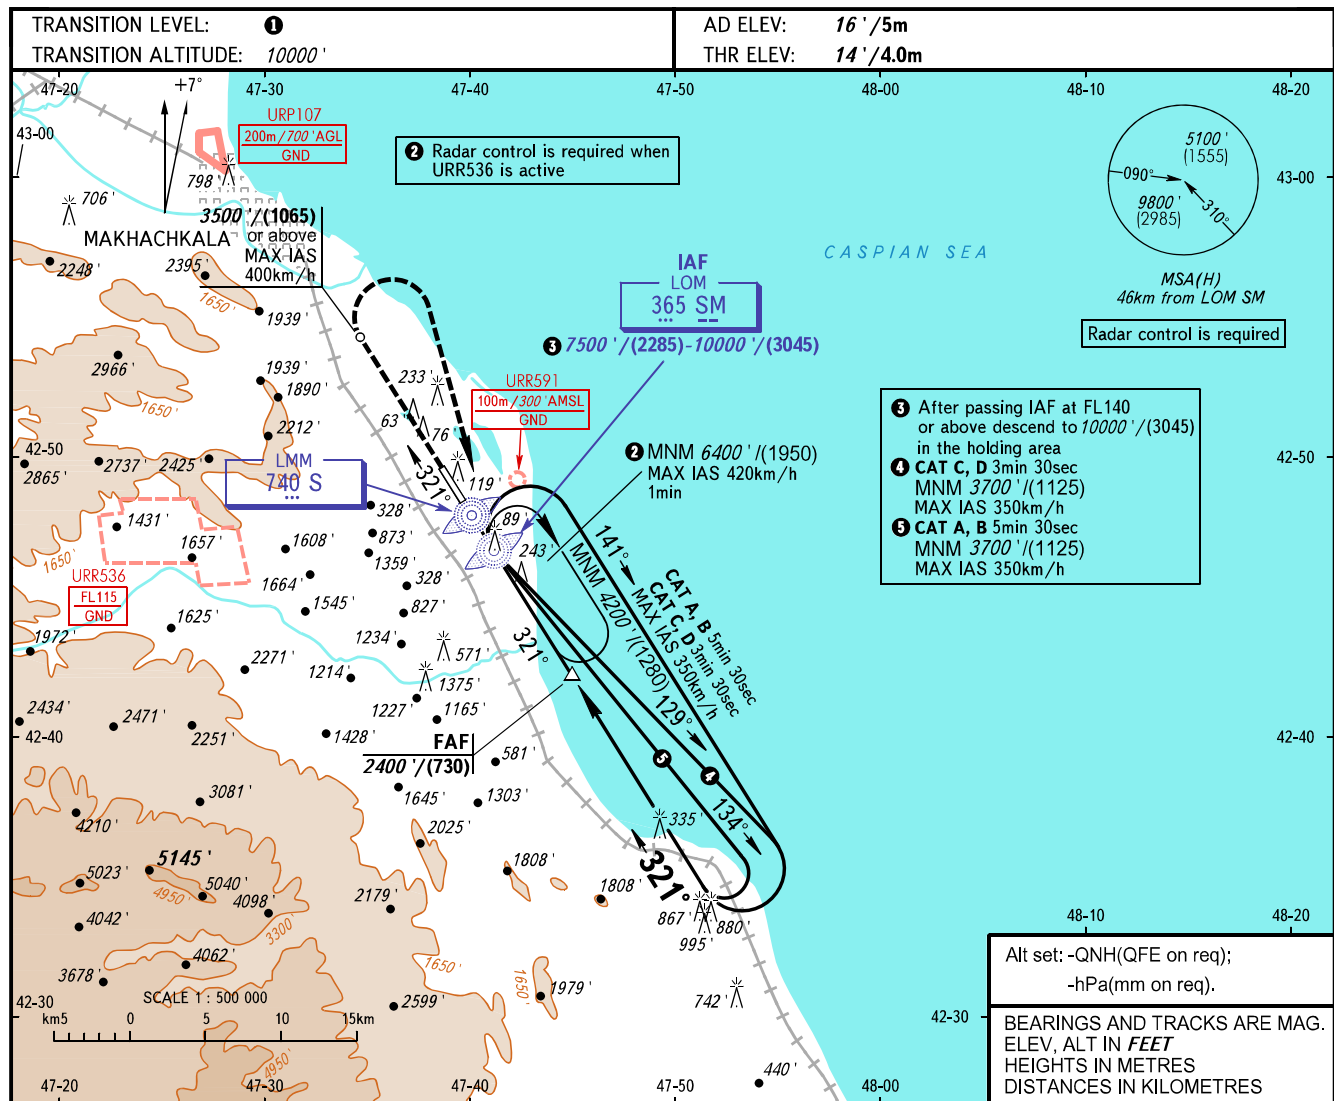 TRANSITION LEVEL: ❶
TRANSITION ALTITUDE: 10000 '
AD ELEV: 16 '/5m
THR ELEV: 14 '/4.0m
47-20
47-30
47-40
47-50
48-00
48-10
48-20
+7°
43-00
URP107
200m/700 'AGL
GND
❷ Radar control is required when
URR536 is active
5100 '
(1555)
090°
9800 '
(2985)
310°
43-00
798 '
706 '
3500 '/(1065)
MAKHACHKALA or above
MAX IAS
400km/h
CASPIAN SEA
MSA(H)
46km from LOM SM
Radar control is required
2248 '
2395 '
1650 '
1939 '
IAF
LOM
365 SM
❸ 7500 '/(2285)-10000 '/(3045)
2966 '
1650 '
1939 '
1890 '
233 '
63 '
76 '
URR591
100m/300 'AMSL
GND
❸ After passing IAF at FL140
or above descend to 10000 '/(3045)
in the holding area
❹ CAT C, D 3min 30sec
MNM 3700 '/(1125)
MAX IAS 350km/h
❺ CAT A, B 5min 30sec
MNM 3700 '/(1125)
MAX IAS 350km/h
2212 '
42-50
2865 '
2737 '
2425 '
LMM
740 S
321°
119 '
❷ MNM 6400 '/(1950)
MAX IAS 420km/h
1min
42-50
1431 '
328 '
89 '
873 '
1657 '
1608 '
1359 '
243 '
1650 '
URR536
FL115
GND
1664 '
328 '
1545 '
827 '
141°
MAX IAS 350km/h
CAT A, B 5min 30sec
CAT C, D 3min 30sec
MNM 4200 '/(1280)
129°
321°
1625 '
1972 '
1234 '
571 '
2271 '
1214 '
1375 '
1227 '
1165 '
2434 '
2471 '
2251 '
42-40
1428 '
FAF
2400 '/(730)
581 '
❺
❹
42-40
3081 '
1645 '
1303 '
134°
4210 '
2025 '
335 '
5145 '
5023 '
5040 '
4950 '
4098 '
2179 '
1808 '
1808 '
321°
4042 '
3300 '
867 '
880 '
995 '
48-10
48-20
4062 '
3678 '
1650 '
1650 '
1979 '
742 '
Alt set: -QNH(QFE on req);
-hPa(mm on req).
42-30
SCALE 1 : 500 000
km5 0 5 10 15km
2599 '
42-30
4950 '
440 '
BEARINGS AND TRACKS ARE MAG.
ELEV, ALT IN FEET
HEIGHTS IN METRES
DISTANCES IN KILOMETRES
47-20
47-30
47-40
47-50
48-00